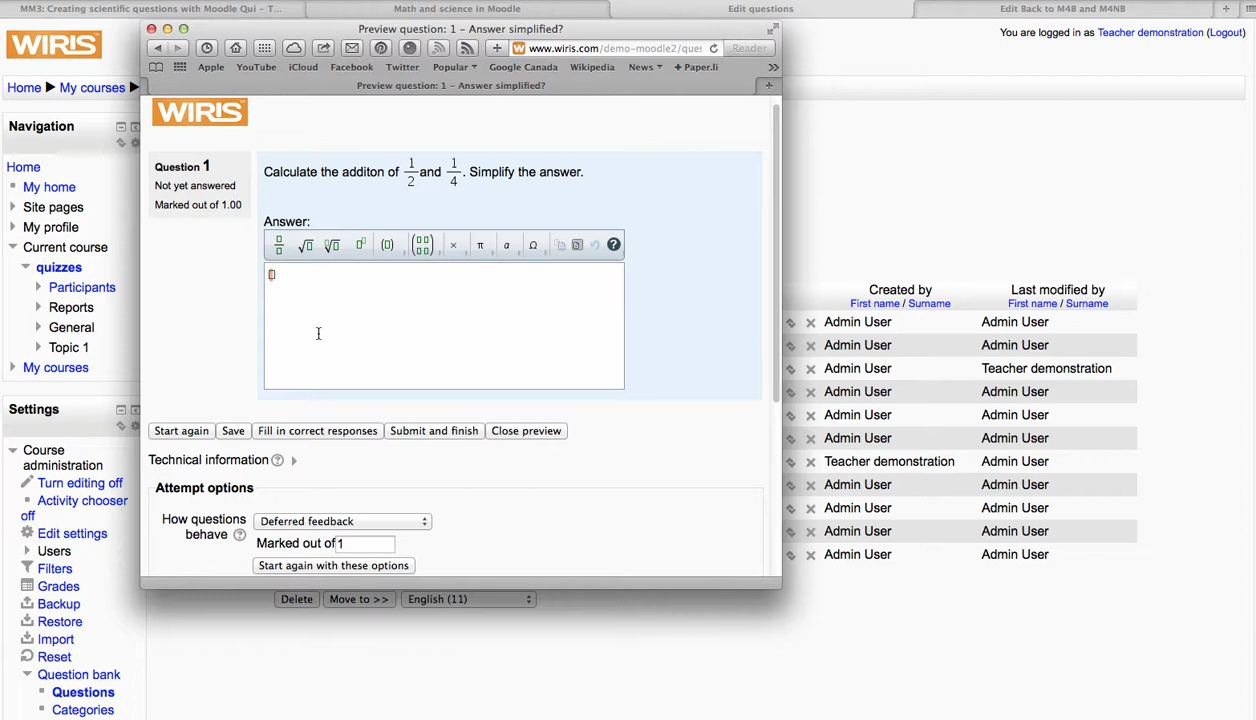 MM3: Creating scientific questions with Moodle Qui – T...
Math and science in Moodle
Edit questions
Edit Back to M4B and M4NB
WIRIS
You are logged in as Teacher demonstration (Logout)
Home ▶ My courses ▶
Navigation
Home
My home
Site pages
My profile
Current course
quizzes
Participants
Reports
General
Topic 1
My courses
Settings
Course administration
Turn editing off
Activity chooser off
Edit settings
Users
Filters
Grades
Backup
Restore
Import
Reset
Question bank
Questions
Categories
Preview question: 1 – Answer simplified?
www.wiris.com/demo-moodle2/ques
Reader
Apple YouTube iCloud Facebook Twitter Popular Google Canada Wikipedia News + Paper.li
Preview question: 1 – Answer simplified?
WIRIS
Question 1
Not yet answered
Marked out of 1.00
Calculate the additon of 1/2 and 1/4. Simplify the answer.
Answer:
× π α Ω ?
Start again Save Fill in correct responses Submit and finish Close preview
Technical information
Attempt options
How questions behave
Deferred feedback
Marked out of 1
Start again with these options
Created by Last modified by
First name / Surname First name / Surname
Admin User Admin User
Admin User Admin User
Admin User Teacher demonstration
Admin User Admin User
Admin User Admin User
Admin User Admin User
Teacher demonstration Admin User
Admin User Admin User
Admin User Admin User
Admin User Admin User
Admin User Admin User
Delete Move to >> English (11)